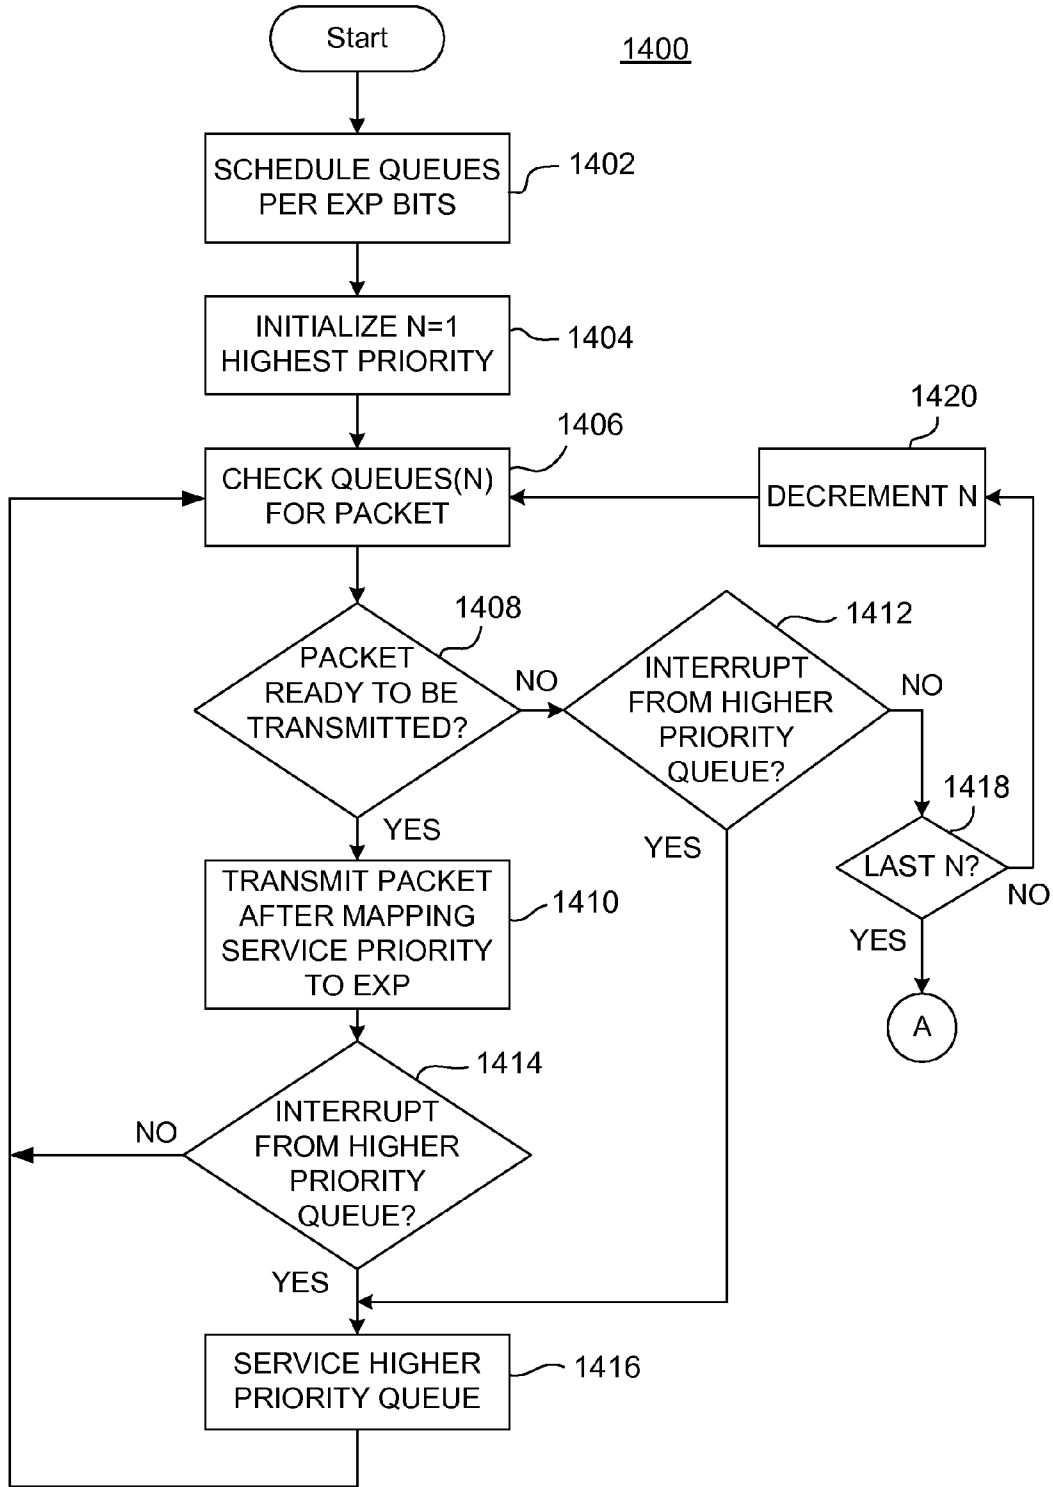 Start
1400
SCHEDULE QUEUES
PER EXP BITS
1402
INITIALIZE N=1
HIGHEST PRIORITY
1404
CHECK QUEUES(N)
FOR PACKET
1406
DECREMENT N
1420
PACKET
READY TO BE
TRANSMITTED?
1408
NO
YES
INTERRUPT
FROM HIGHER
PRIORITY
QUEUE?
1412
NO
YES
LAST N?
1418
NO
YES
A
TRANSMIT PACKET
AFTER MAPPING
SERVICE PRIORITY
TO EXP
1410
INTERRUPT
FROM HIGHER
PRIORITY
QUEUE?
1414
NO
YES
SERVICE HIGHER
PRIORITY QUEUE
1416